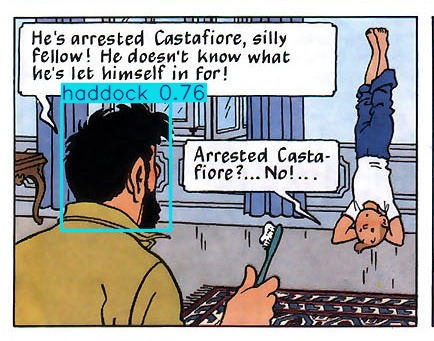 He's arrested Castafiore, silly
fellow! He doesn't know what
he's let himself in for!
haddock 0.76
Arrested Casta-
fiore?... No!...